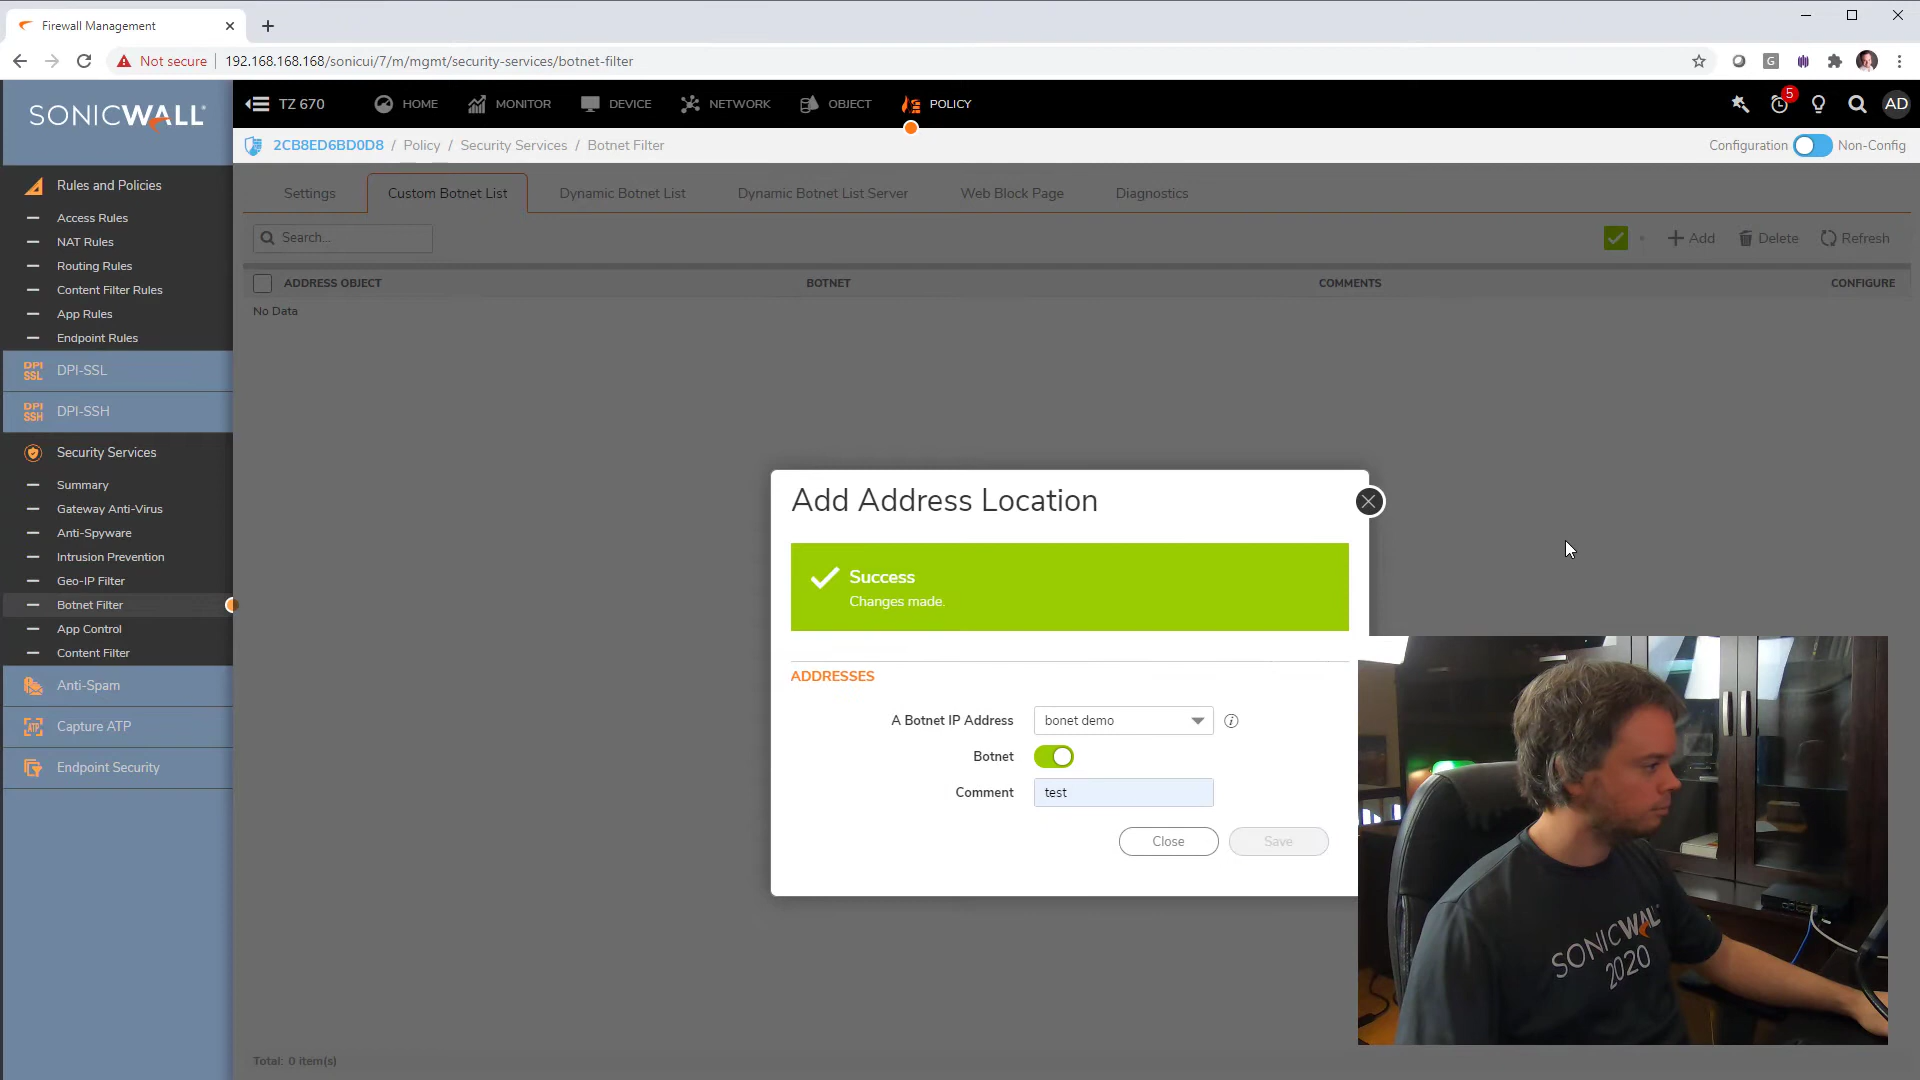 Firewall Management
Not secure
192.168.168.168/sonicui/7/m/mgmt/security-services/botnet-filter
G
SONICWALL
TZ 670
HOME
MONITOR
DEVICE
NETWORK
OBJECT
POLICY
5
AD
2CB8ED6BD0D8 / Policy / Security Services / Botnet Filter
Configuration
Non-Config
Rules and Policies
Access Rules
NAT Rules
Routing Rules
Content Filter Rules
App Rules
Endpoint Rules
DPI SSL
DPI-SSL
DPI SSH
DPI-SSH
Security Services
Summary
Gateway Anti-Virus
Anti-Spyware
Intrusion Prevention
Geo-IP Filter
Botnet Filter
App Control
Content Filter
Anti-Spam
ATP
Capture ATP
Endpoint Security
Settings
Custom Botnet List
Dynamic Botnet List
Dynamic Botnet List Server
Web Block Page
Diagnostics
Search...
Add
Delete
Refresh
ADDRESS OBJECT
BOTNET
COMMENTS
CONFIGURE
No Data
Add Address Location
Success
Changes made.
ADDRESSES
A Botnet IP Address
bonet demo
Botnet
Comment
test
Close
Save
Total: 0 item(s)
SONICWALL
2020